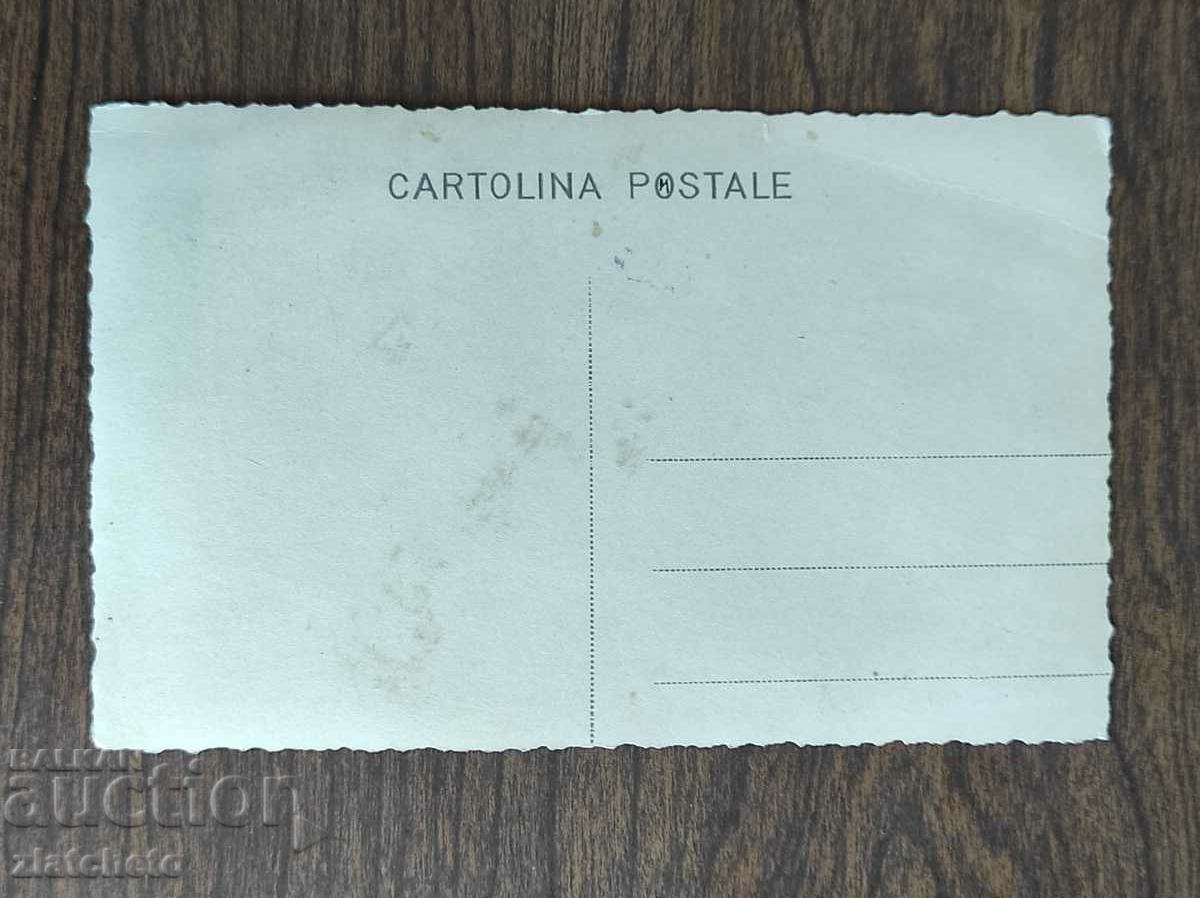 CARTOLINA POSTALE
BALKAN
auction
zlatcheto